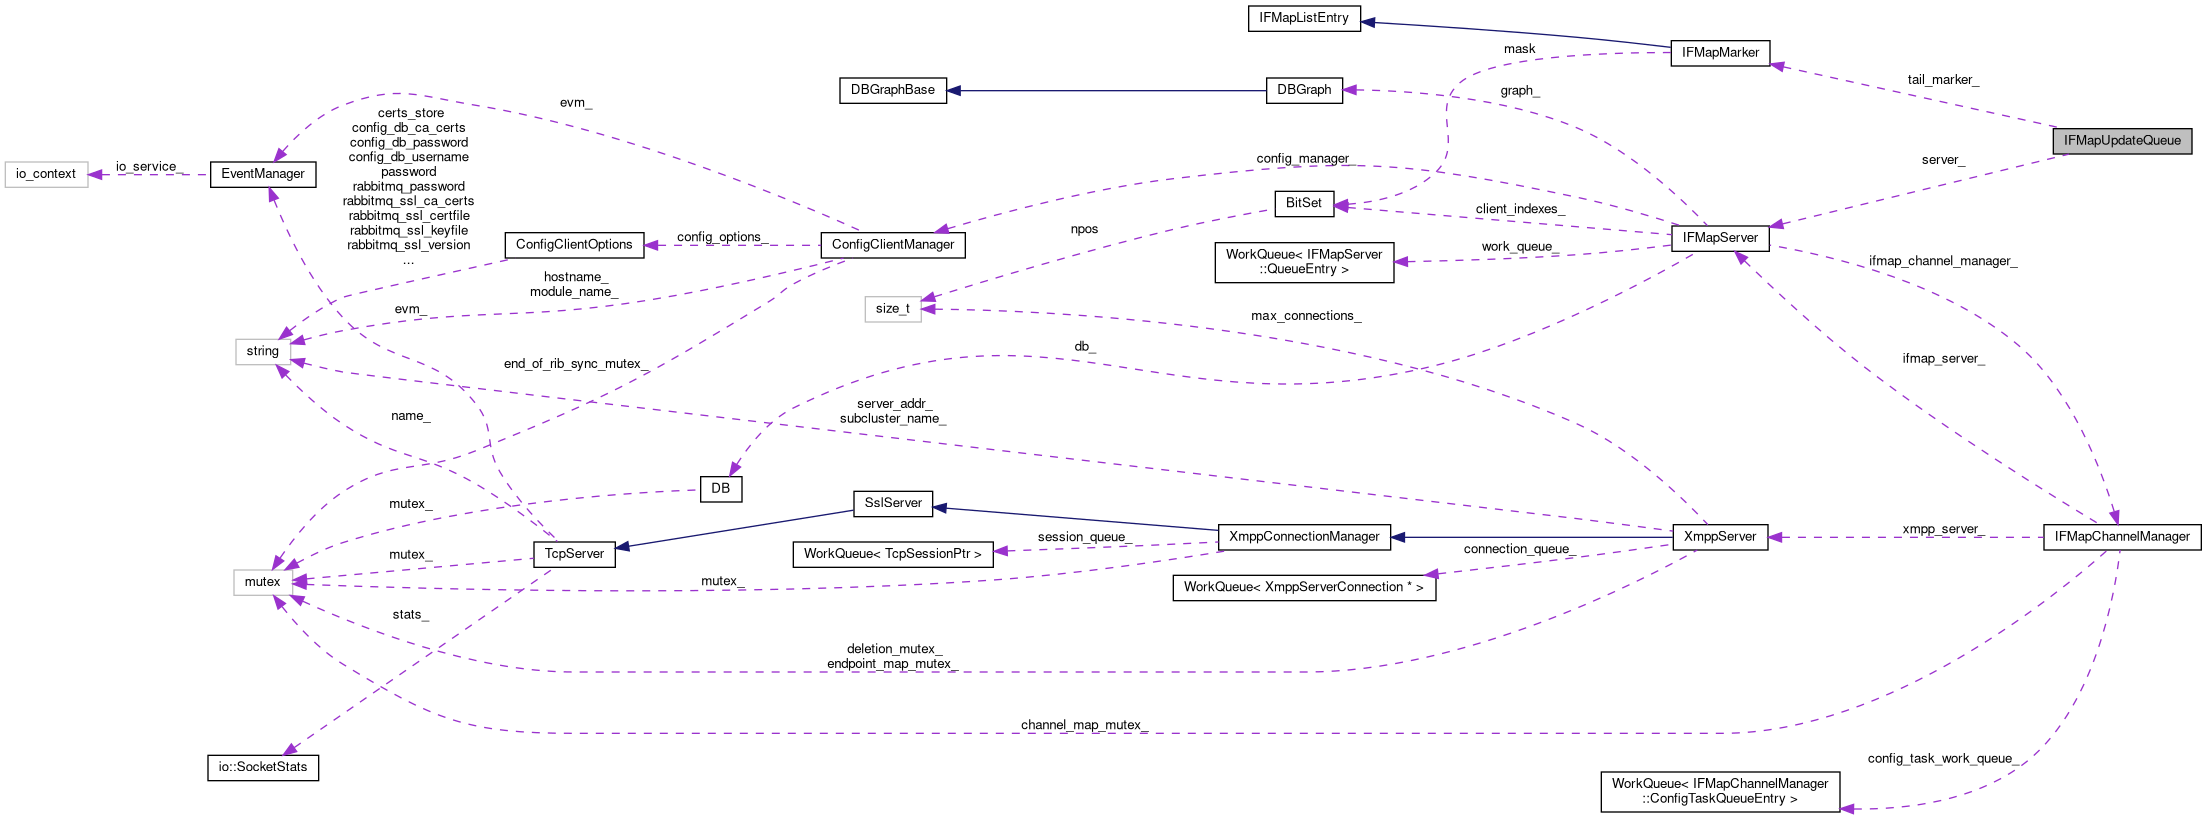 IFMapListEntry
mask
IFMapMarker
tail_marker_
DBGraphBase
DBGraph
graph_
evm_
certs_store
config_db_ca_certs
config_db_password
config_db_username
password
rabbitmq_password
rabbitmq_ssl_ca_certs
rabbitmq_ssl_certfile
rabbitmq_ssl_keyfile
rabbitmq_ssl_version
...
IFMapUpdateQueue
io_context
io_service_
EventManager
config_manager_
server_
BitSet
client_indexes_
npos
IFMapServer
ConfigClientOptions
config_options_
ConfigClientManager
WorkQueue< IFMapServer
::QueueEntry >
work_queue_
ifmap_channel_manager_
hostname_
module_name_
evm_
size_t
max_connections_
string
db_
end_of_rib_sync_mutex_
ifmap_server_
name_
server_addr_
subcluster_name_
DB
mutex_
SslServer
TcpServer
mutex_
WorkQueue< TcpSessionPtr >
session_queue_
XmppConnectionManager
connection_queue_
XmppServer
xmpp_server_
IFMapChannelManager
mutex
mutex_
WorkQueue< XmppServerConnection * >
stats_
deletion_mutex_
endpoint_map_mutex_
channel_map_mutex_
io::SocketStats
config_task_work_queue_
WorkQueue< IFMapChannelManager
::ConfigTaskQueueEntry >